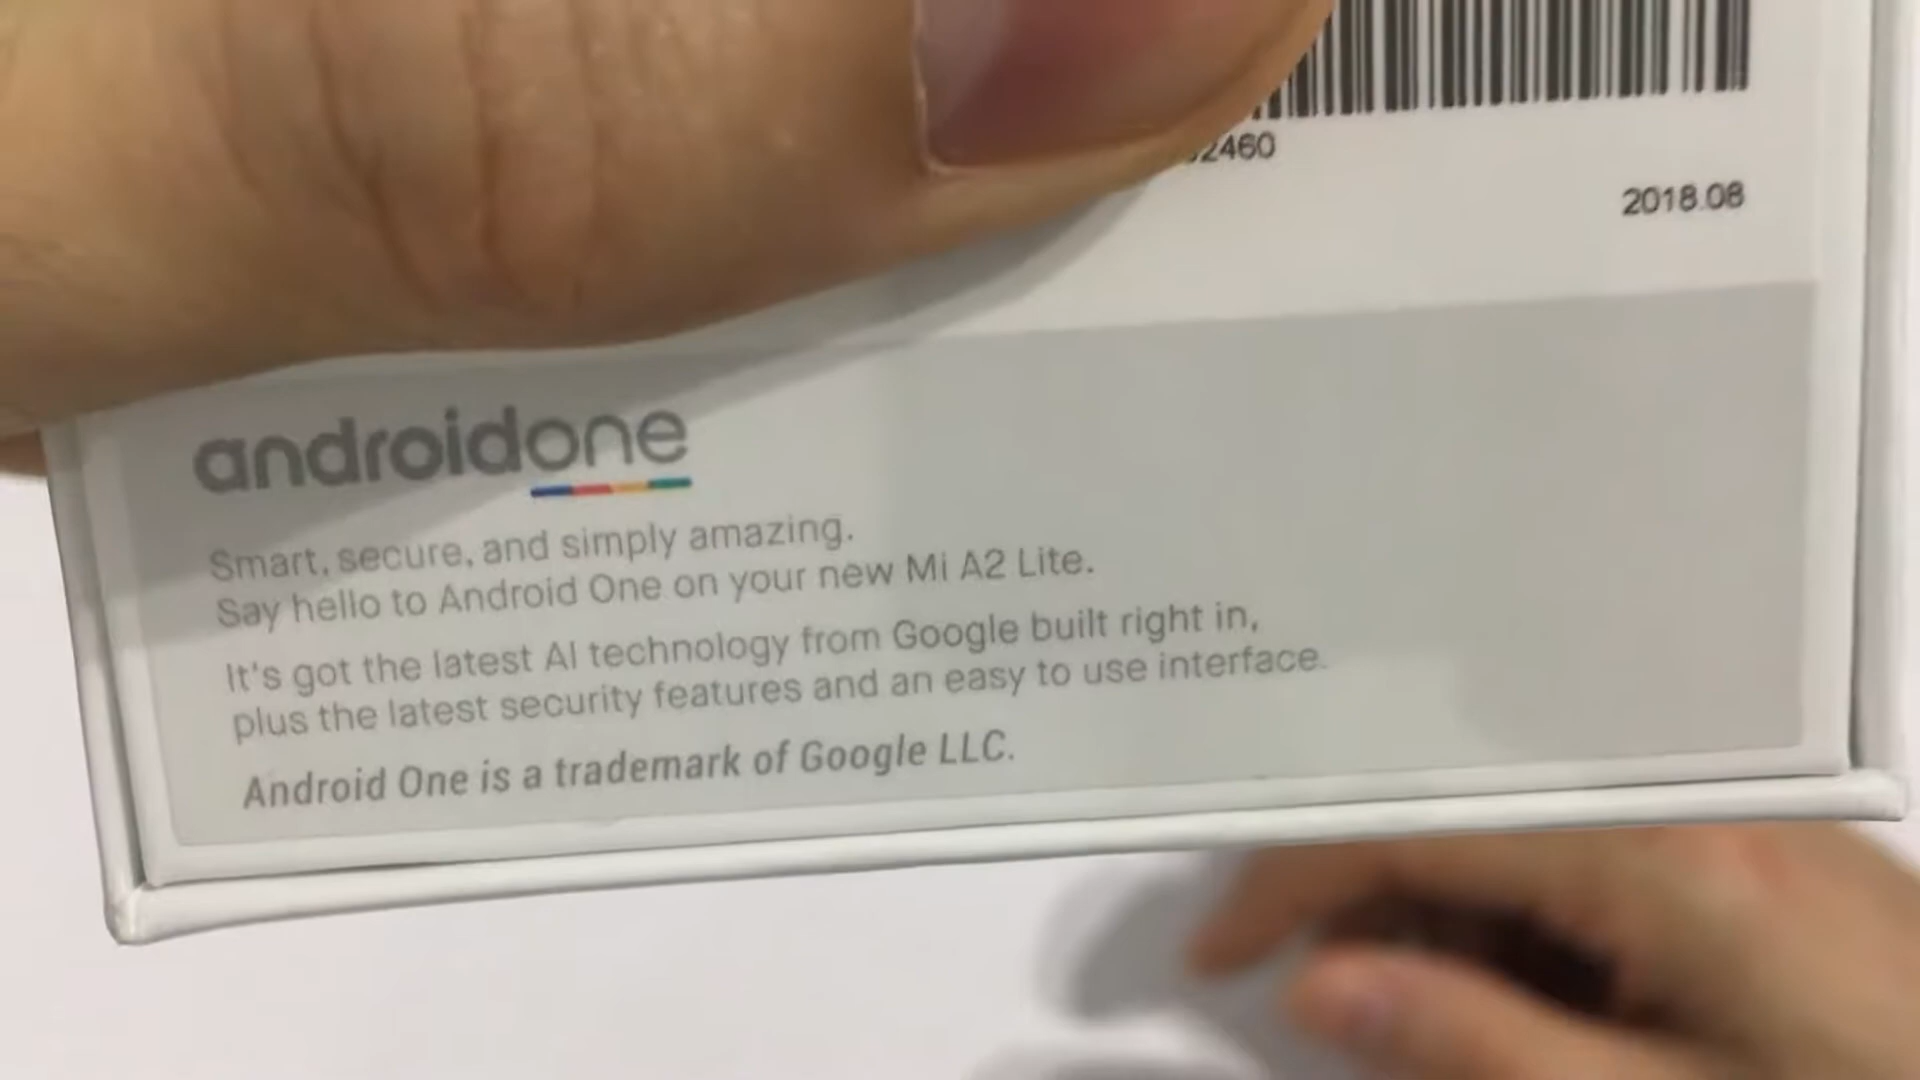 2460
2018.08
androidone
Smart, secure, and simply amazing.
Say hello to Android One on your new Mi A2 Lite.
It's got the latest AI technology from Google built right in,
plus the latest security features and an easy to use interface.
Android One is a trademark of Google LLC.